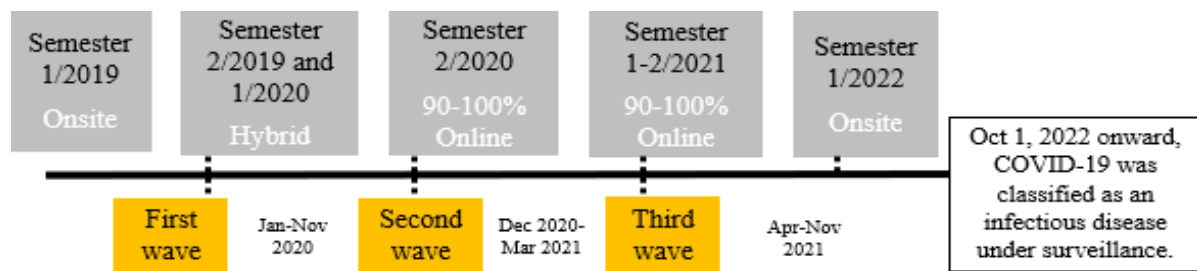 Semester
1/2019
Onsite
Semester
2/2019 and
1/2020
Hybrid
Semester
2/2020
90-100%
Online
Semester
1-2/2021
90-100%
Online
Semester
1/2022
Onsite
Oct 1, 2022 onward,
COVID-19 was
classified as an
infectious disease
under surveillance.
First
wave
Jan-Nov
2020
Second
wave
Dec 2020-
Mar 2021
Third
wave
Apr-Nov
2021